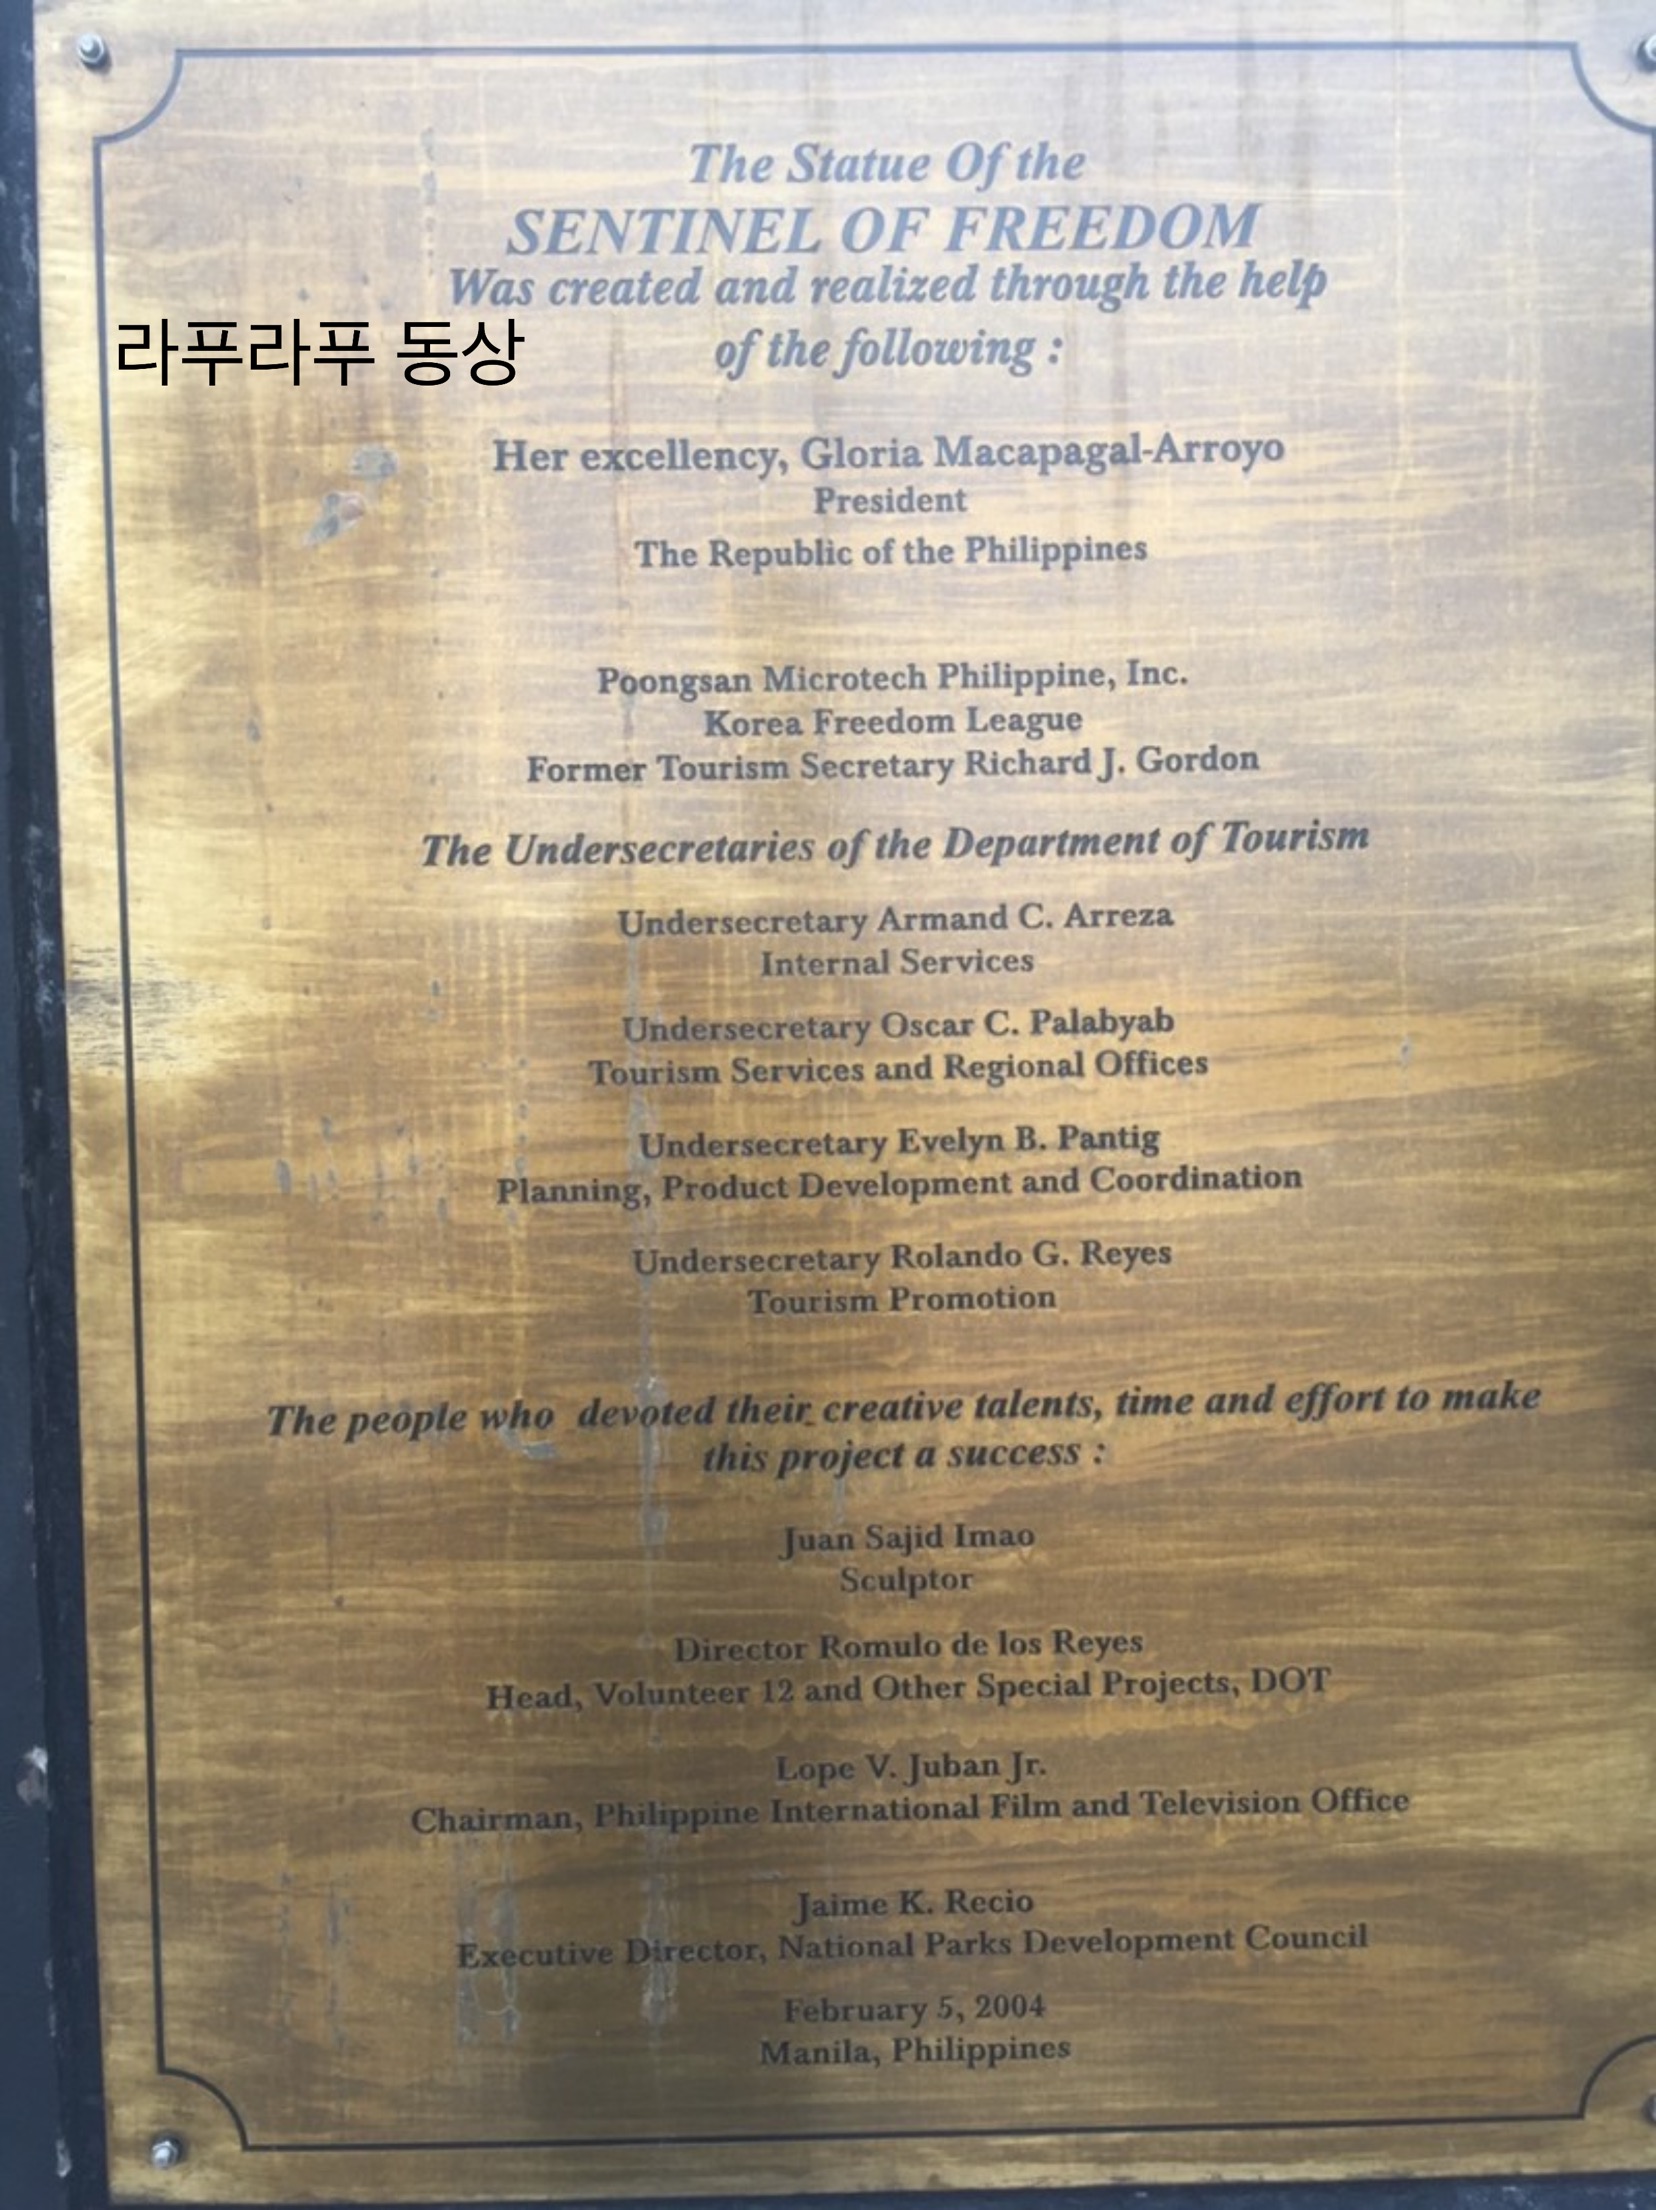 The Statue Of the
SENTINEL OF FREEDOM
Was created and realized through the help
of the following :
라푸라푸 동상
Her excellency, Gloria Macapagal-Arroyo
President
The Republic of the Philippines
Poongsan Microtech Philippine, Inc.
Korea Freedom League
Former Tourism Secretary Richard J. Gordon
The Undersecretaries of the Department of Tourism
Undersecretary Armand C. Arreza
Internal Services
Undersecretary Oscar C. Palabyab
Tourism Services and Regional Offices
Undersecretary Evelyn B. Pantig
Planning, Product Development and Coordination
Undersecretary Rolando G. Reyes
Tourism Promotion
The people who devoted their creative talents, time and effort to make
this project a success :
Juan Sajid Imao
Sculptor
Director Romulo de los Reyes
Head, Volunteer 12 and Other Special Projects, DOT
Lope V. Juban Jr.
Chairman, Philippine International Film and Television Office
Jaime K. Recio
Executive Director, National Parks Development Council
February 5, 2004
Manila, Philippines